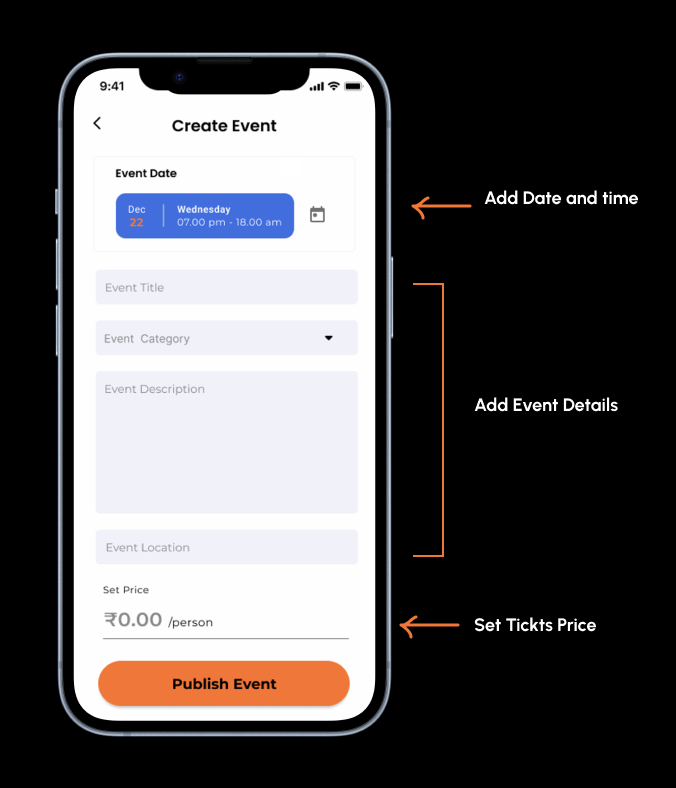 9:41
Create Event
Event Date
Dec
22
Wednesday
07.00 pm - 18.00 am
Add Date and time
Event Title
Event Category
Event Description
Add Event Details
Event Location
Set Price
₹0.00 /person
Set Tickts Price
Publish Event